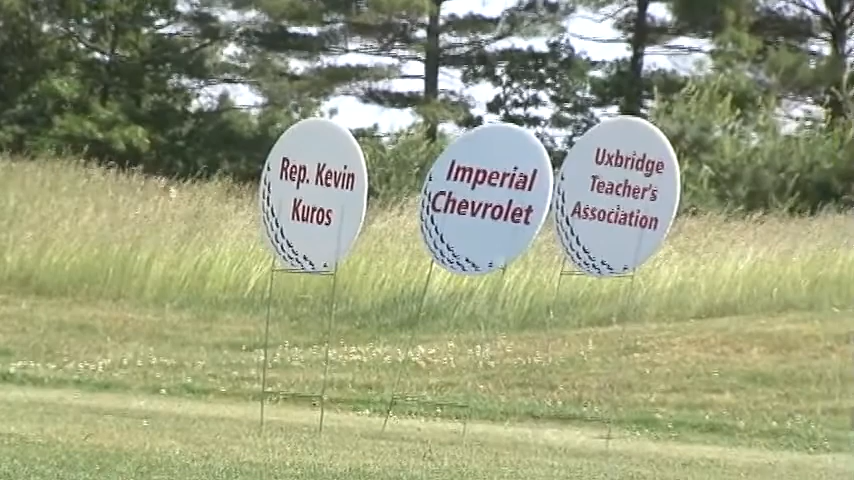 Rep. Kevin
Kuros
Imperial
Chevrolet
Uxbridge
Teacher's
Association